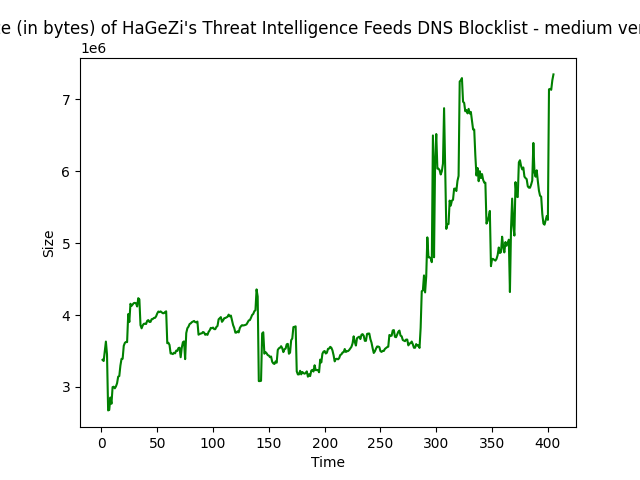 (in bytes) of HaGeZi's Threat Intelligence Feeds DNS Blocklist - medium
1e6
7
6
5
4
3
Size
0 50 100 150 200 250 300 350 400
Time